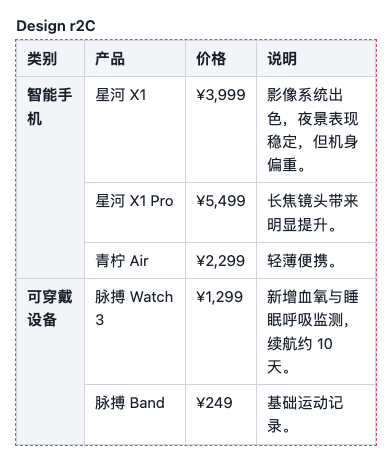 Design r2C
类别 产品 价格 说明
智能手 星河 X1 ¥3,999 影像系统出
机 色，夜景表现
稳定，但机身
偏重。
星河 X1 Pro ¥5,499 长焦镜头带来
明显提升。
青柠 Air ¥2,299 轻薄便携。
可穿戴 脉搏 Watch ¥1,299 新增血氧与睡
设备 3 眠呼吸监测，
续航约 10
天。
脉搏 Band ¥249 基础运动记
录。